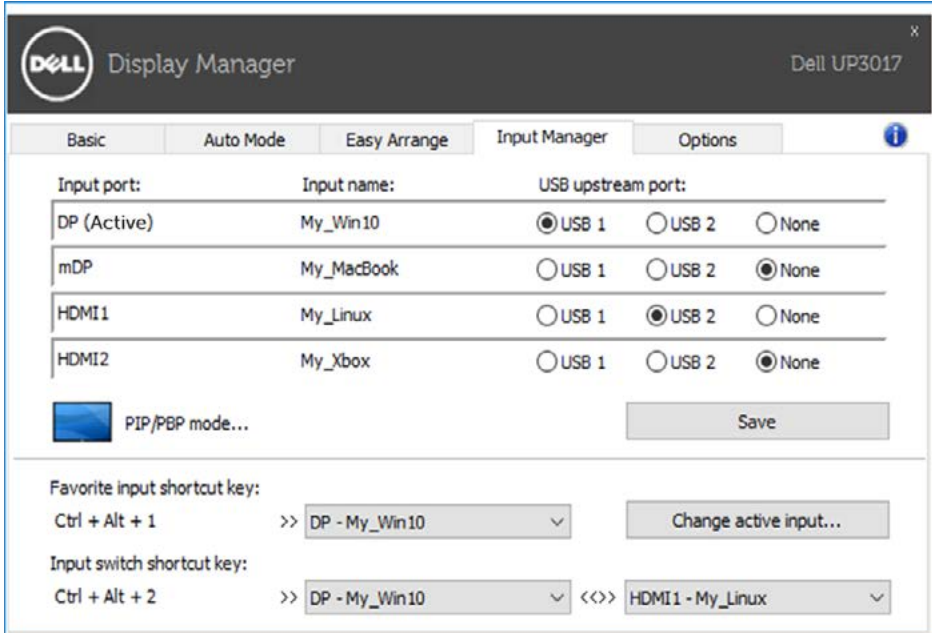 DELL Display Manager Dell UP3017 x
Basic Auto Mode Easy Arrange Input Manager Options i
Input port: Input name: USB upstream port:
DP (Active) My_Win10 USB 1 USB 2 None
mDP My_MacBook USB 1 USB 2 None
HDMI1 My_Linux USB 1 USB 2 None
HDMI2 My_Xbox USB 1 USB 2 None
PIP/PBP mode... Save
Favorite input shortcut key:
Ctrl + Alt + 1 >> DP - My_Win10 Change active input...
Input switch shortcut key:
Ctrl + Alt + 2 >> DP - My_Win10 <<>> HDMI1 - My_Linux